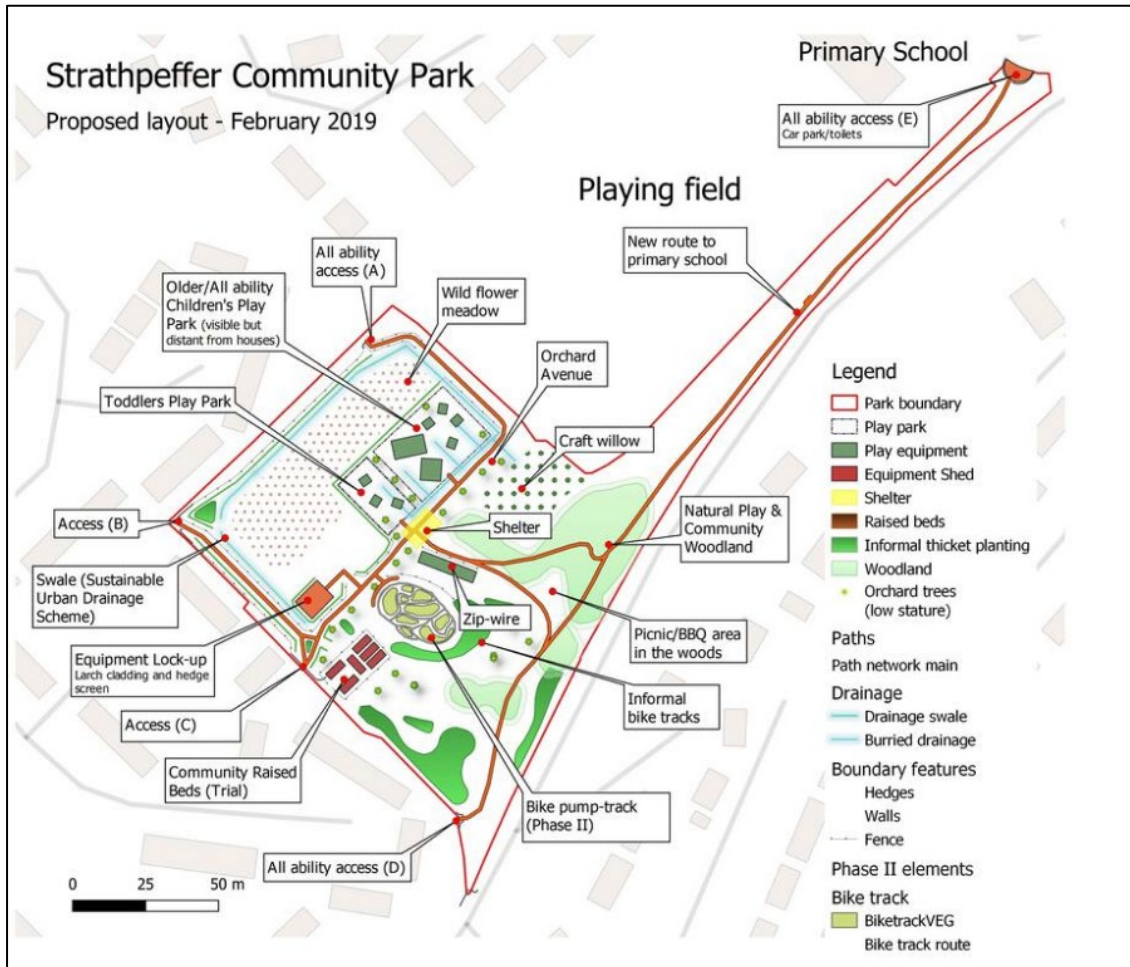 Strathpeffer Community Park
Proposed layout - February 2019
Primary School
All ability access (E)
Car park/toilets
Playing field
New route to
primary school
All ability
access (A)
Older/All ability
Children's Play
Park (visible but
distant from houses)
Wild flower
meadow
Orchard
Avenue
Toddlers Play Park
Craft willow
Access (B)
Shelter
Natural Play &
Community
Woodland
Swale (Sustainable
Urban Drainage
Scheme)
Zip-wire
Picnic/BBQ area
in the woods
Equipment Lock-up
Larch cladding and hedge
screen
Informal
bike tracks
Access (C)
Community Raised
Beds (Trial)
Bike pump-track
(Phase II)
All ability access (D)
0 25 50 m
Legend
Park boundary
Play park
Play equipment
Equipment Shed
Shelter
Raised beds
Informal thicket planting
Woodland
Orchard trees
(low stature)
Paths
Path network main
Drainage
Drainage swale
Burried drainage
Boundary features
Hedges
Walls
Fence
Phase II elements
Bike track
BiketrackVEG
Bike track route